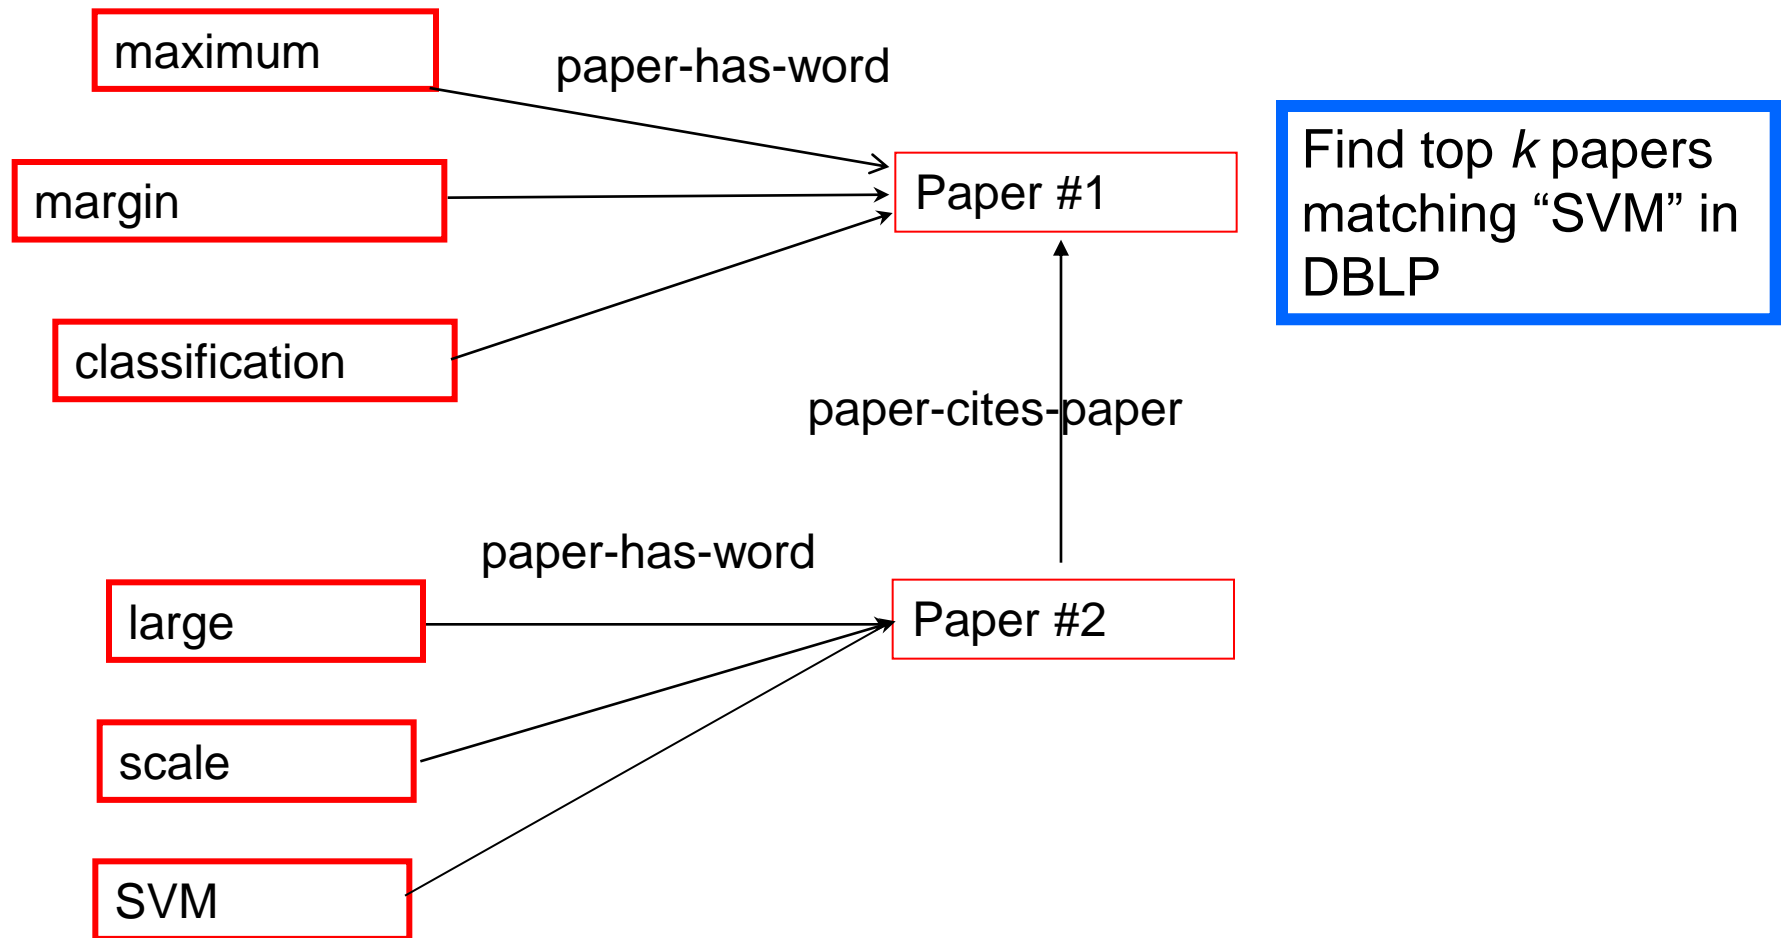 maximum
paper-has-word
margin
Paper #1
Find top k papers
matching “SVM” in
DBLP
classification
paper-cites-paper
paper-has-word
large
Paper #2
scale
SVM